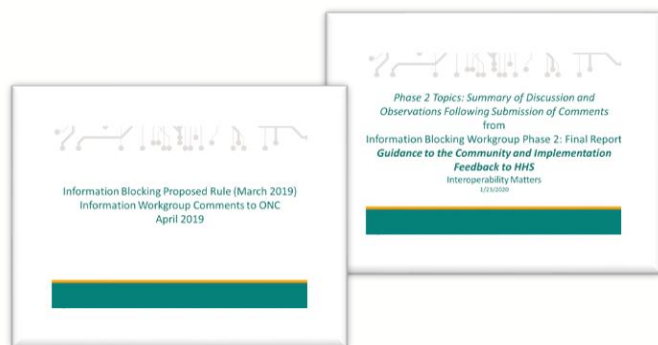 Phase 2 Topics: Summary of Discussion and
Observations Following Submission of Comments
from
Information Blocking Workgroup Phase 2: Final Report
Guidance to the Community and Implementation
Feedback to HHS
Interoperability Matters
1/23/2020
Information Blocking Proposed Rule (March 2019)
Information Workgroup Comments to ONC
April 2019